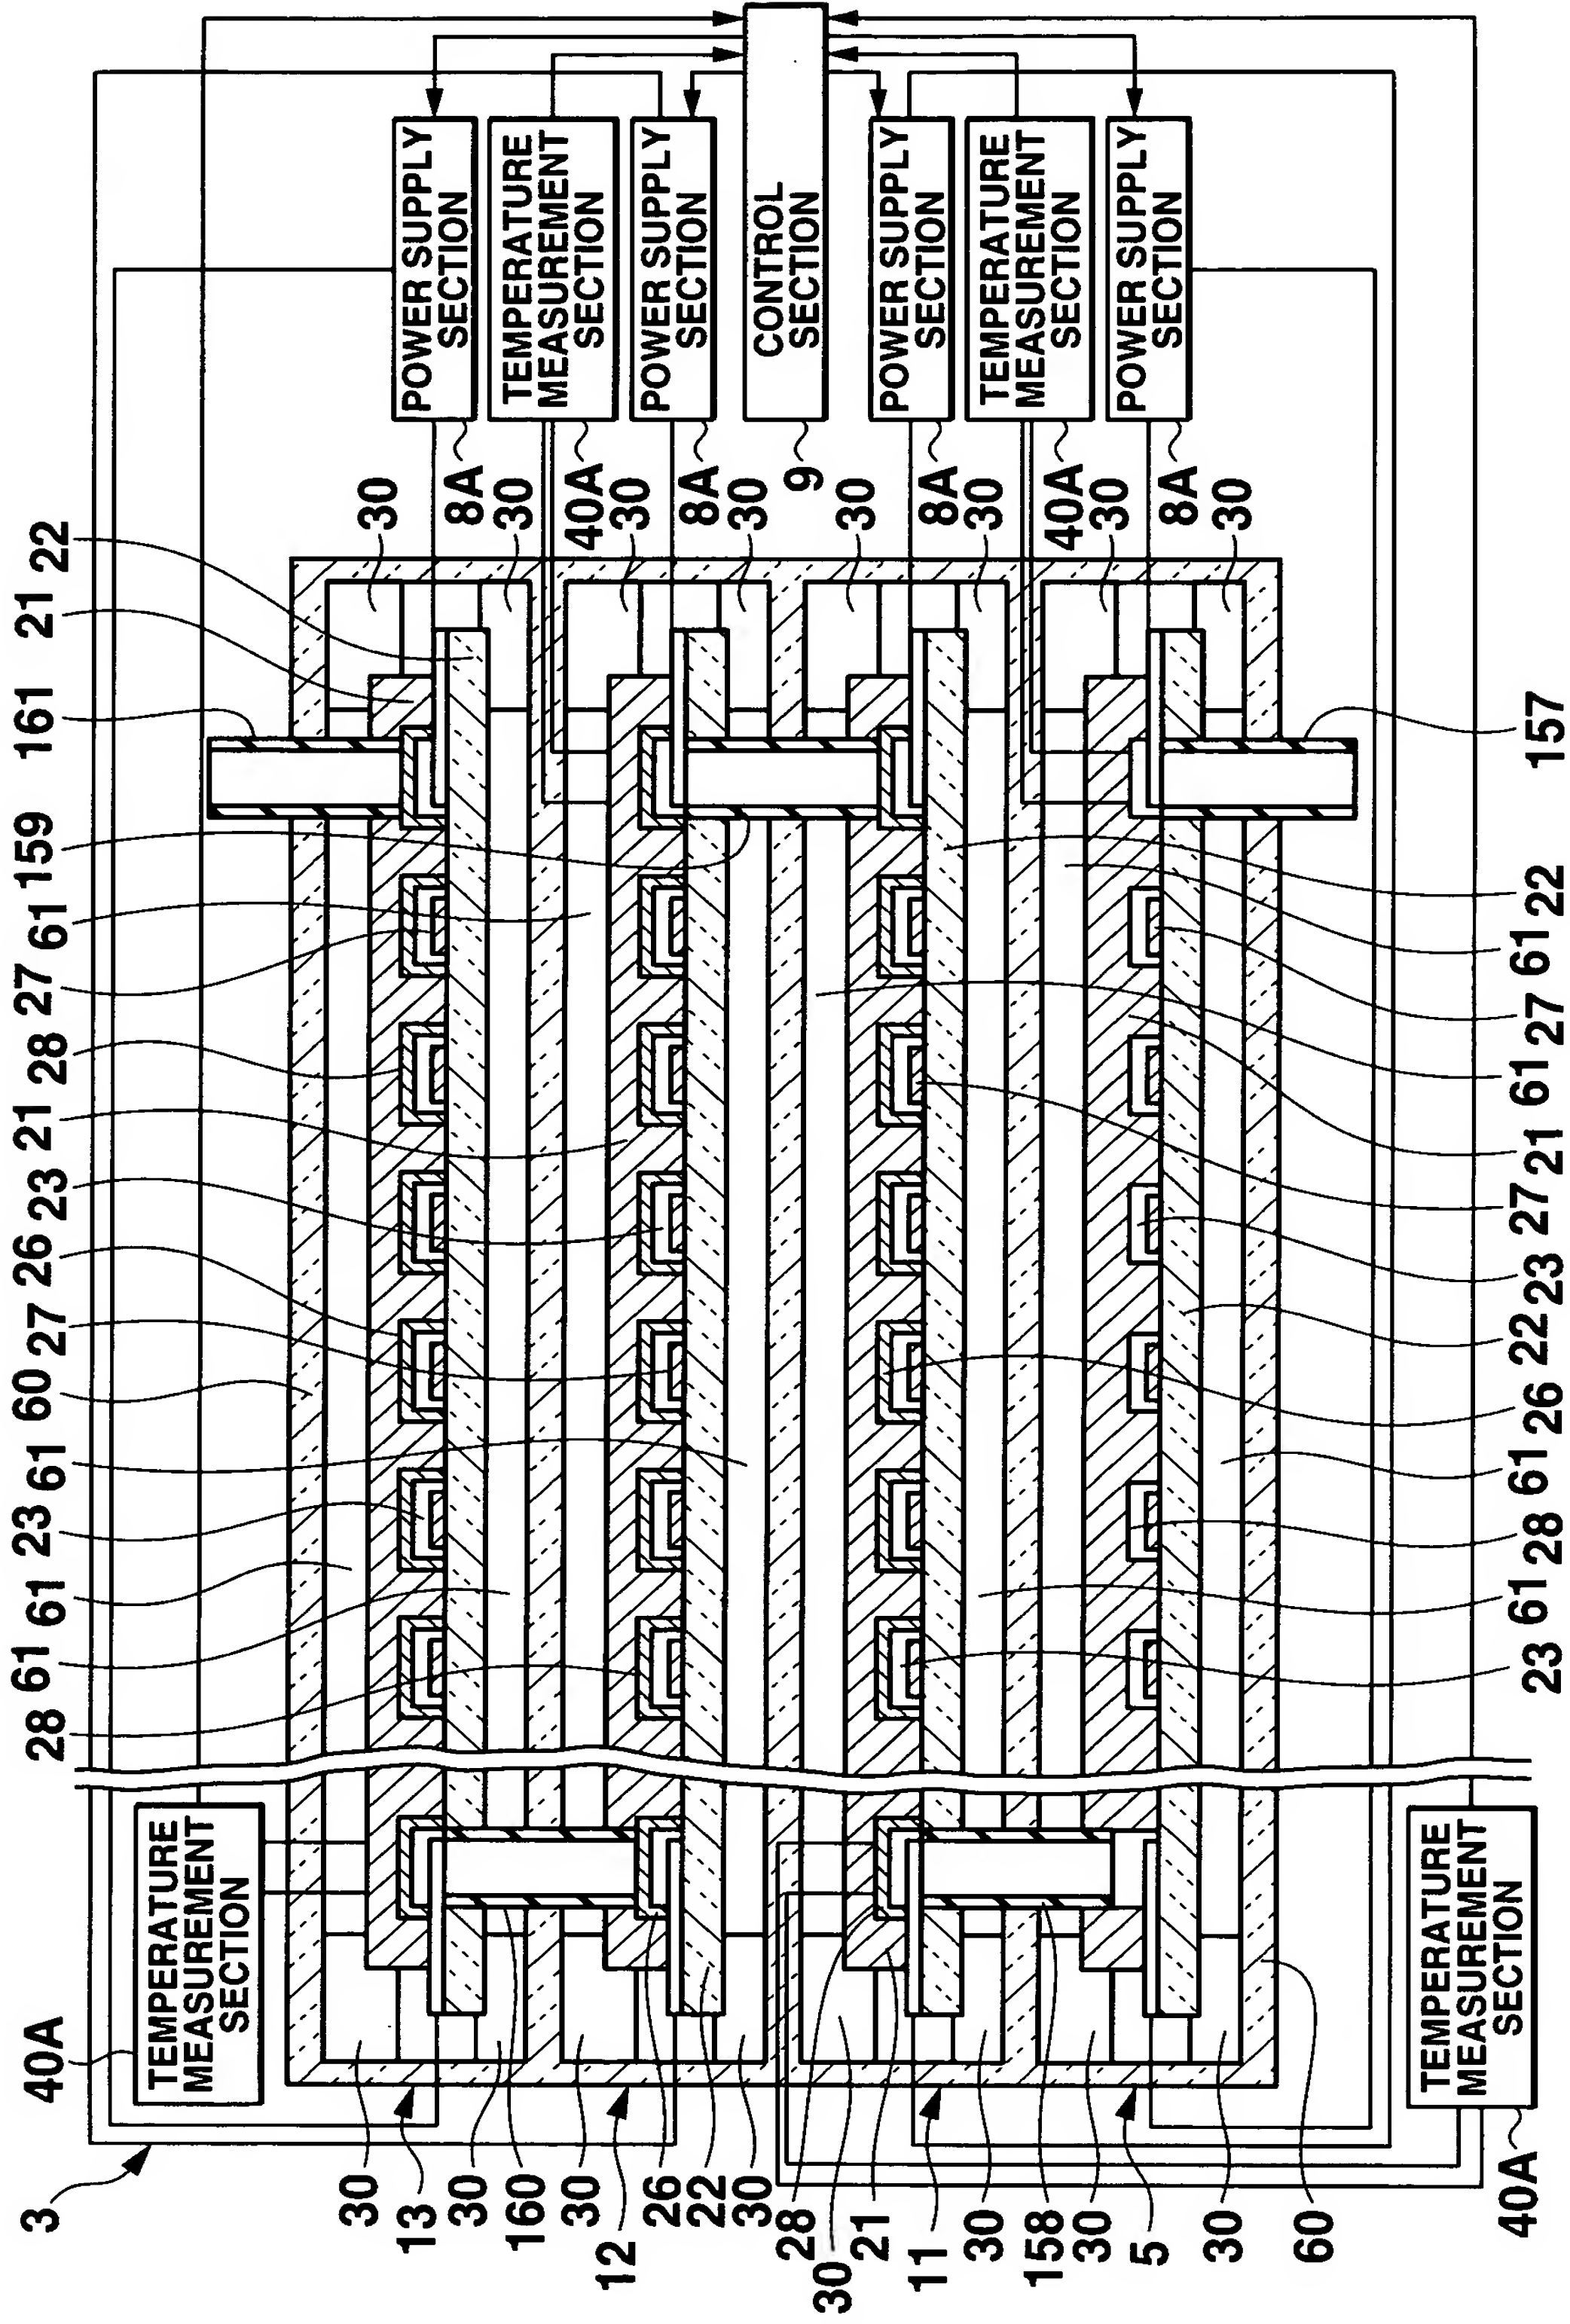 3
40A
28
61
61
23
61
60
27
26
23
21
28
27
61
159
161
21
22
TEMPERATURE
MEASUREMENT
SECTION
30
13
30
160
30
12
26
22
30
28
30
21
11
30
158
30
5
30
60
30
8A
POWER SUPPLY
SECTION
30
40A
TEMPERATURE
MEASUREMENT
SECTION
30
8A
POWER SUPPLY
SECTION
30
9
CONTROL
SECTION
30
8A
POWER SUPPLY
SECTION
30
40A
TEMPERATURE
MEASUREMENT
SECTION
30
8A
POWER SUPPLY
SECTION
30
TEMPERATURE
MEASUREMENT
SECTION
40A
23
61
28
61
26
22
23
27
21
61
27
61
22
157